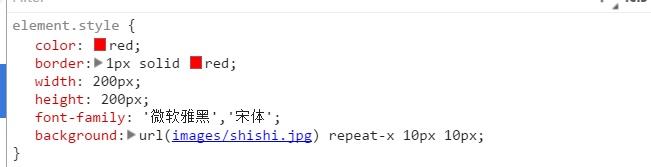 element.style {
color: red;
border: 1px solid red;
width: 200px;
height: 200px;
font-family: '微软雅黑','宋体';
background: url(images/shishi.jpg) repeat-x 10px 10px;
}